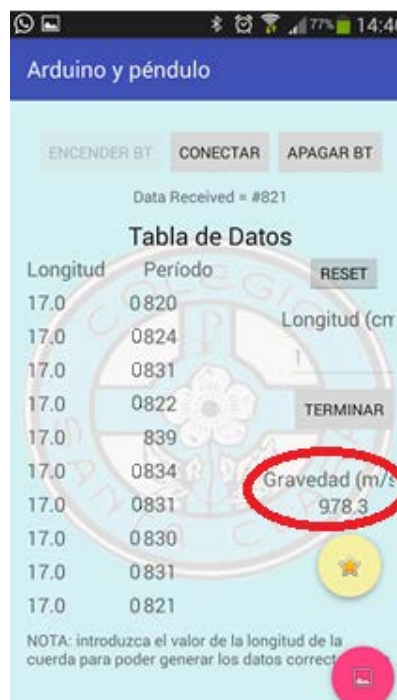 77% 14:46
Arduino y péndulo
ENCENDER BT CONECTAR APAGAR BT
Data Received = #821
Tabla de Datos
Longitud Período RESET
17.0 0820
Longitud (cm
17.0 0824
17.0 0831 1
17.0 0822 TERMINAR
17.0 839
17.0 0834 Gravedad (m/s
17.0 0831 978.3
17.0 0830
17.0 0831
17.0 0821
NOTA: introduzca el valor de la longitud de la
cuerda para poder generar los datos correct